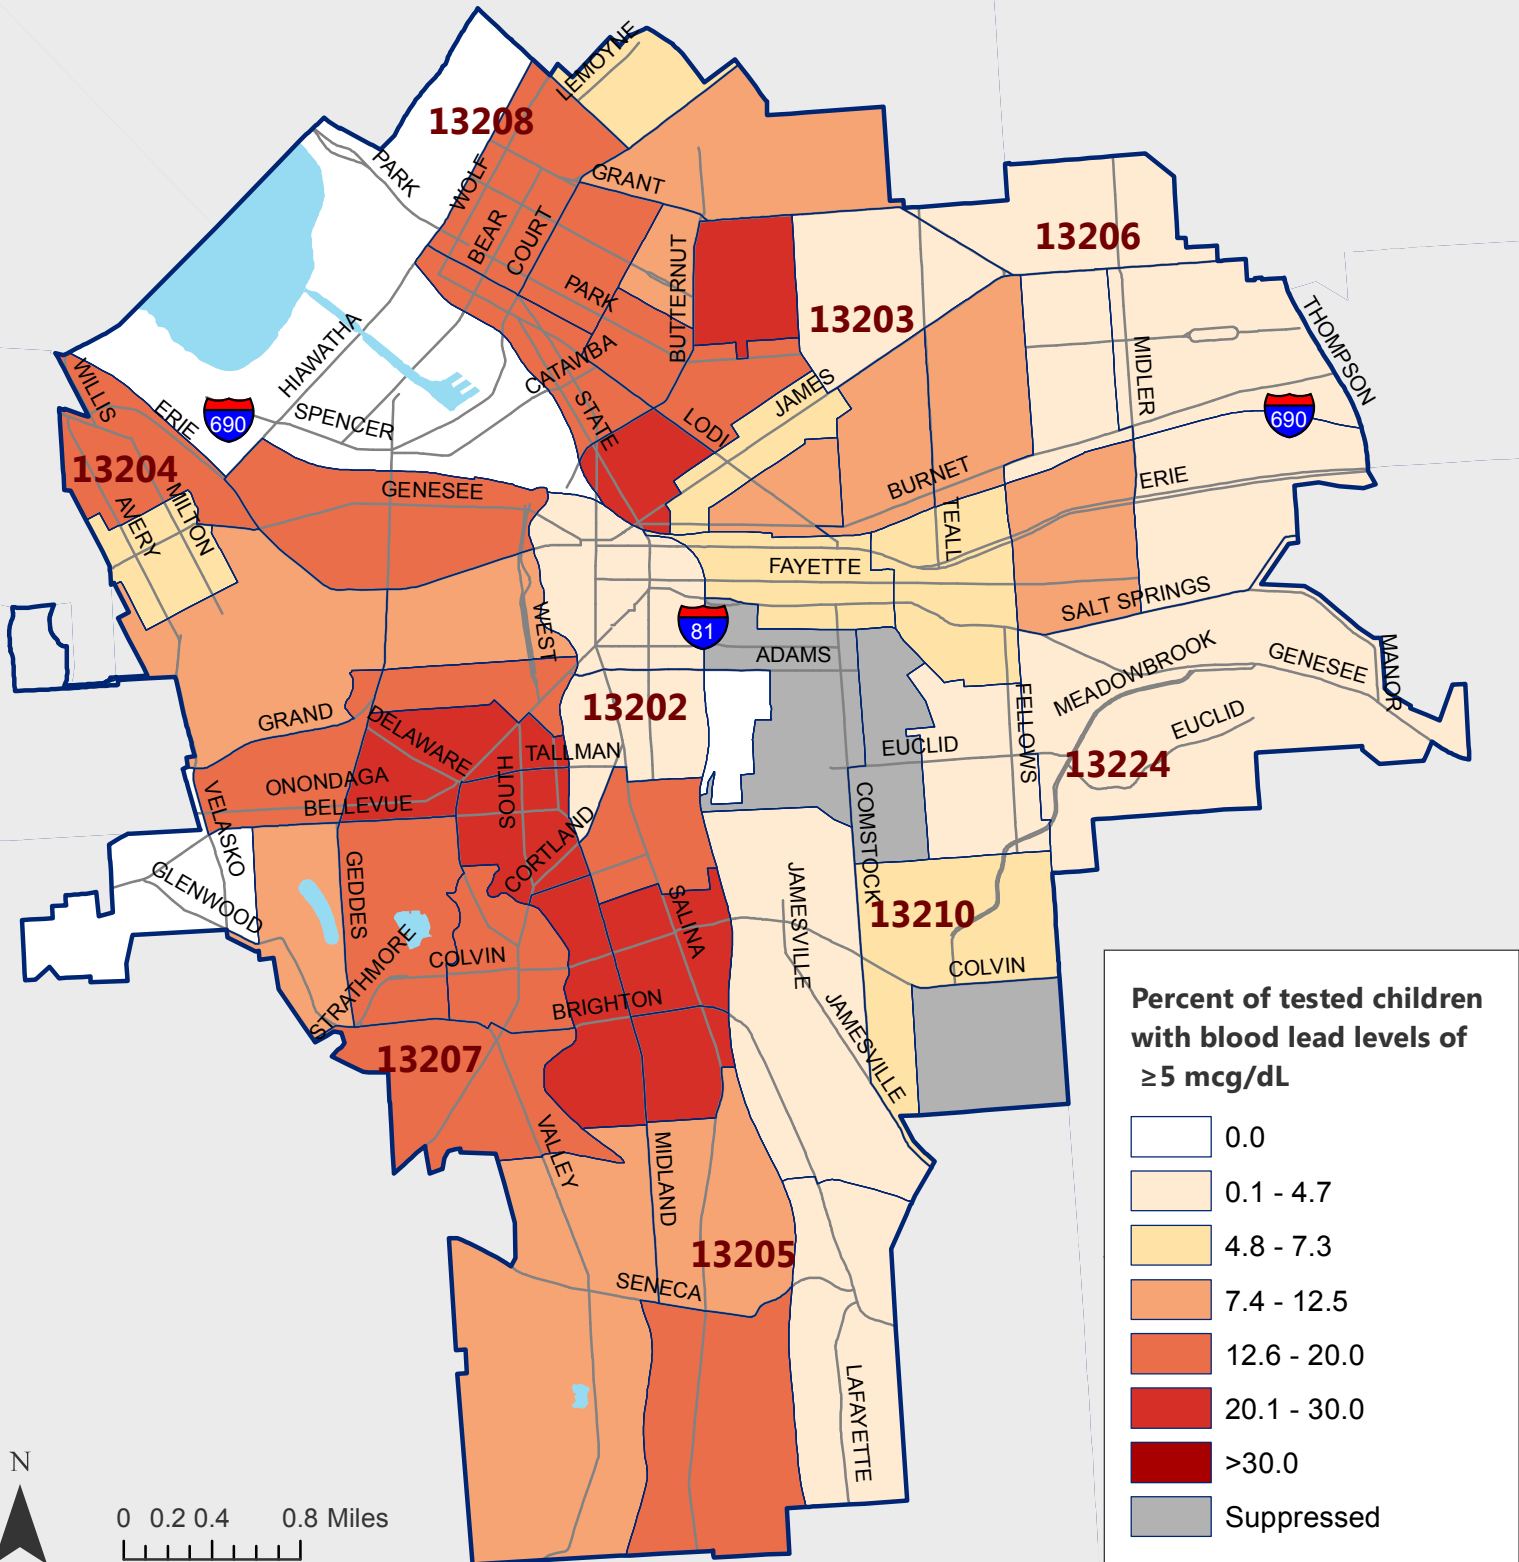 LEMOYNE
13208
PARK
WOLF
GRANT
BEAR
COURT
13206
BUTTERNUT
PARK
13203
HIAWATHA
THOMPSON
CATAWBA
MIDLER
WILLIS
ERIE
690
SPENCER
STATE
LODI
JAMES
690
13204
GENESEE
BURNET
ERIE
AVERY
MILTON
TEALL
FAYETTE
WEST
81
SALT SPRINGS
ADAMS
MEADOWBROOK
GENESEE
MANOR
13202
GRAND
DELAWARE
FELLOWS
EUCLID
TALLMAN
EUCLID
13224
ONONDAGA
SOUTH
BELLEVUE
VELASKO
COMSTOCK
CORTLAND
GLENWOOD
GEDDES
SALINA
JAMESVILLE
13210
STRATHMORE
COLVIN
COLVIN
BRIGHTON
JAMESVILLE
13207
VALLEY
MIDLAND
13205
SENECA
LAFAYETTE
Percent of tested children
with blood lead levels of
≥5 mcg/dL
0.0
0.1 - 4.7
4.8 - 7.3
7.4 - 12.5
12.6 - 20.0
20.1 - 30.0
>30.0
Suppressed
N
0 0.2 0.4 0.8 Miles